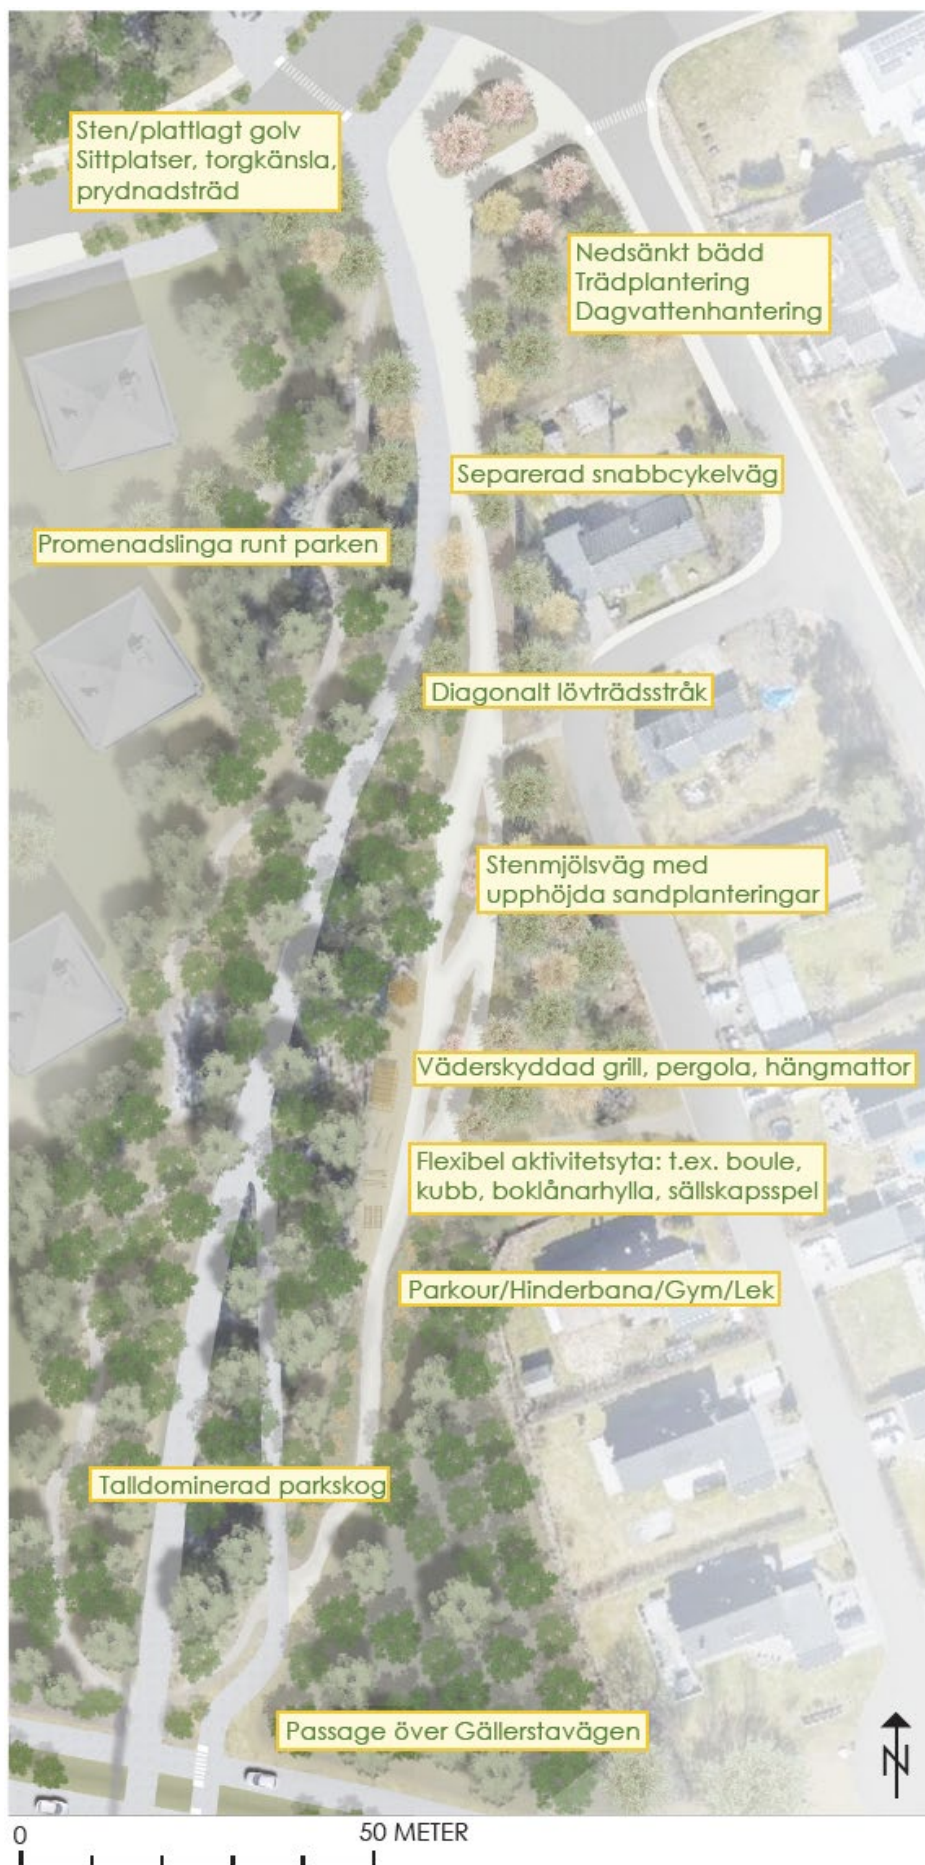 Sten/plattlagt golv
Sittplatser, torgkänsla,
prydnadsträd
Nedsänkt bädd
Trädplantering
Dagvattenhantering
Separerad snabbcykelväg
Promenadslinga runt parken
Diagonalt lövträdsstråk
Stenmjölsväg med
upphöjda sandplanteringar
Väderskyddad grill, pergola, hängmattor
Flexibel aktivitetsyta: t.ex. boule,
kubb, boklånarhylla, sällskapsspel
Parkour/Hinderbana/Gym/Lek
Talldominerad parkskog
Passage över Gällerstavägen
N
0 50 METER